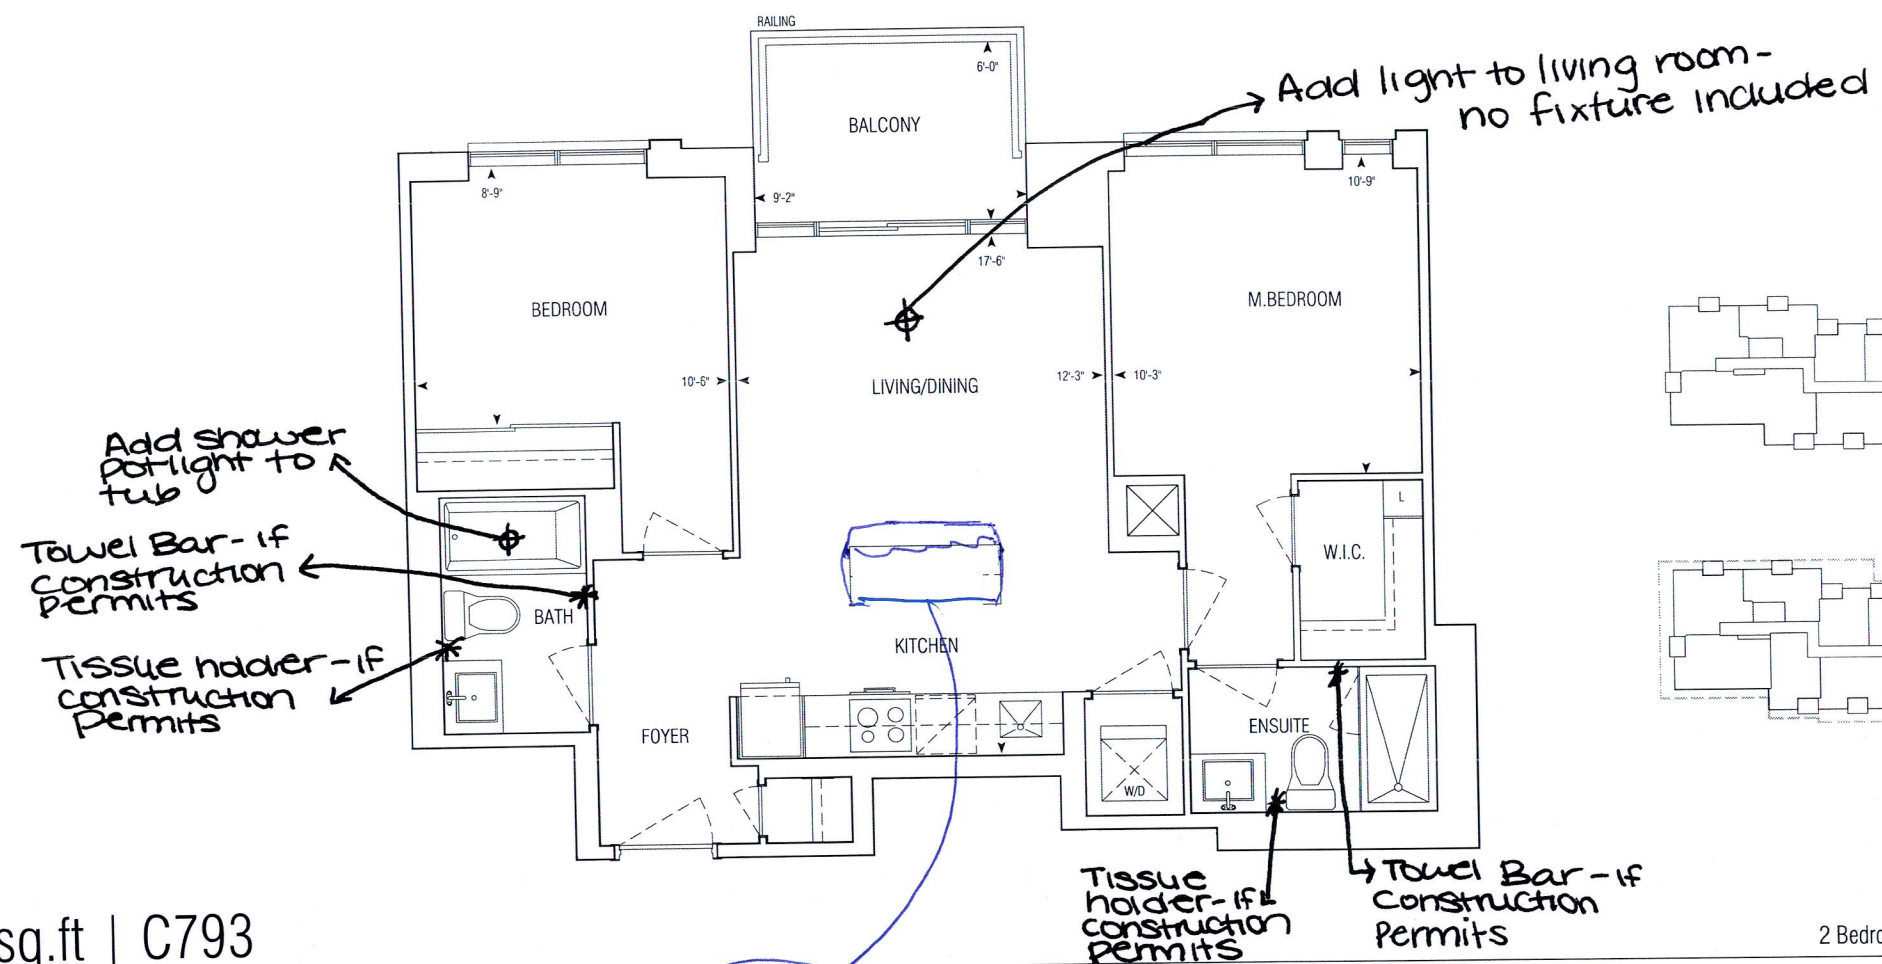 RAILING
6'-0"
BALCONY
Add light to living room-
no fixture included
8'-9"
9'-2"
10'-9"
17'-6"
BEDROOM
M.BEDROOM
10'-6"
LIVING/DINING
12'-3"
10'-3"
Add shower
potlight to
tub
L
Towel Bar-if
construction
permits
W.I.C.
BATH
KITCHEN
Tissue holder-if
construction
permits
FOYER
ENSUITE
W/D
Tissue
holder-if
construction
permits
Towel Bar-if
construction
permits
sq.ft | C793
2 Bedro